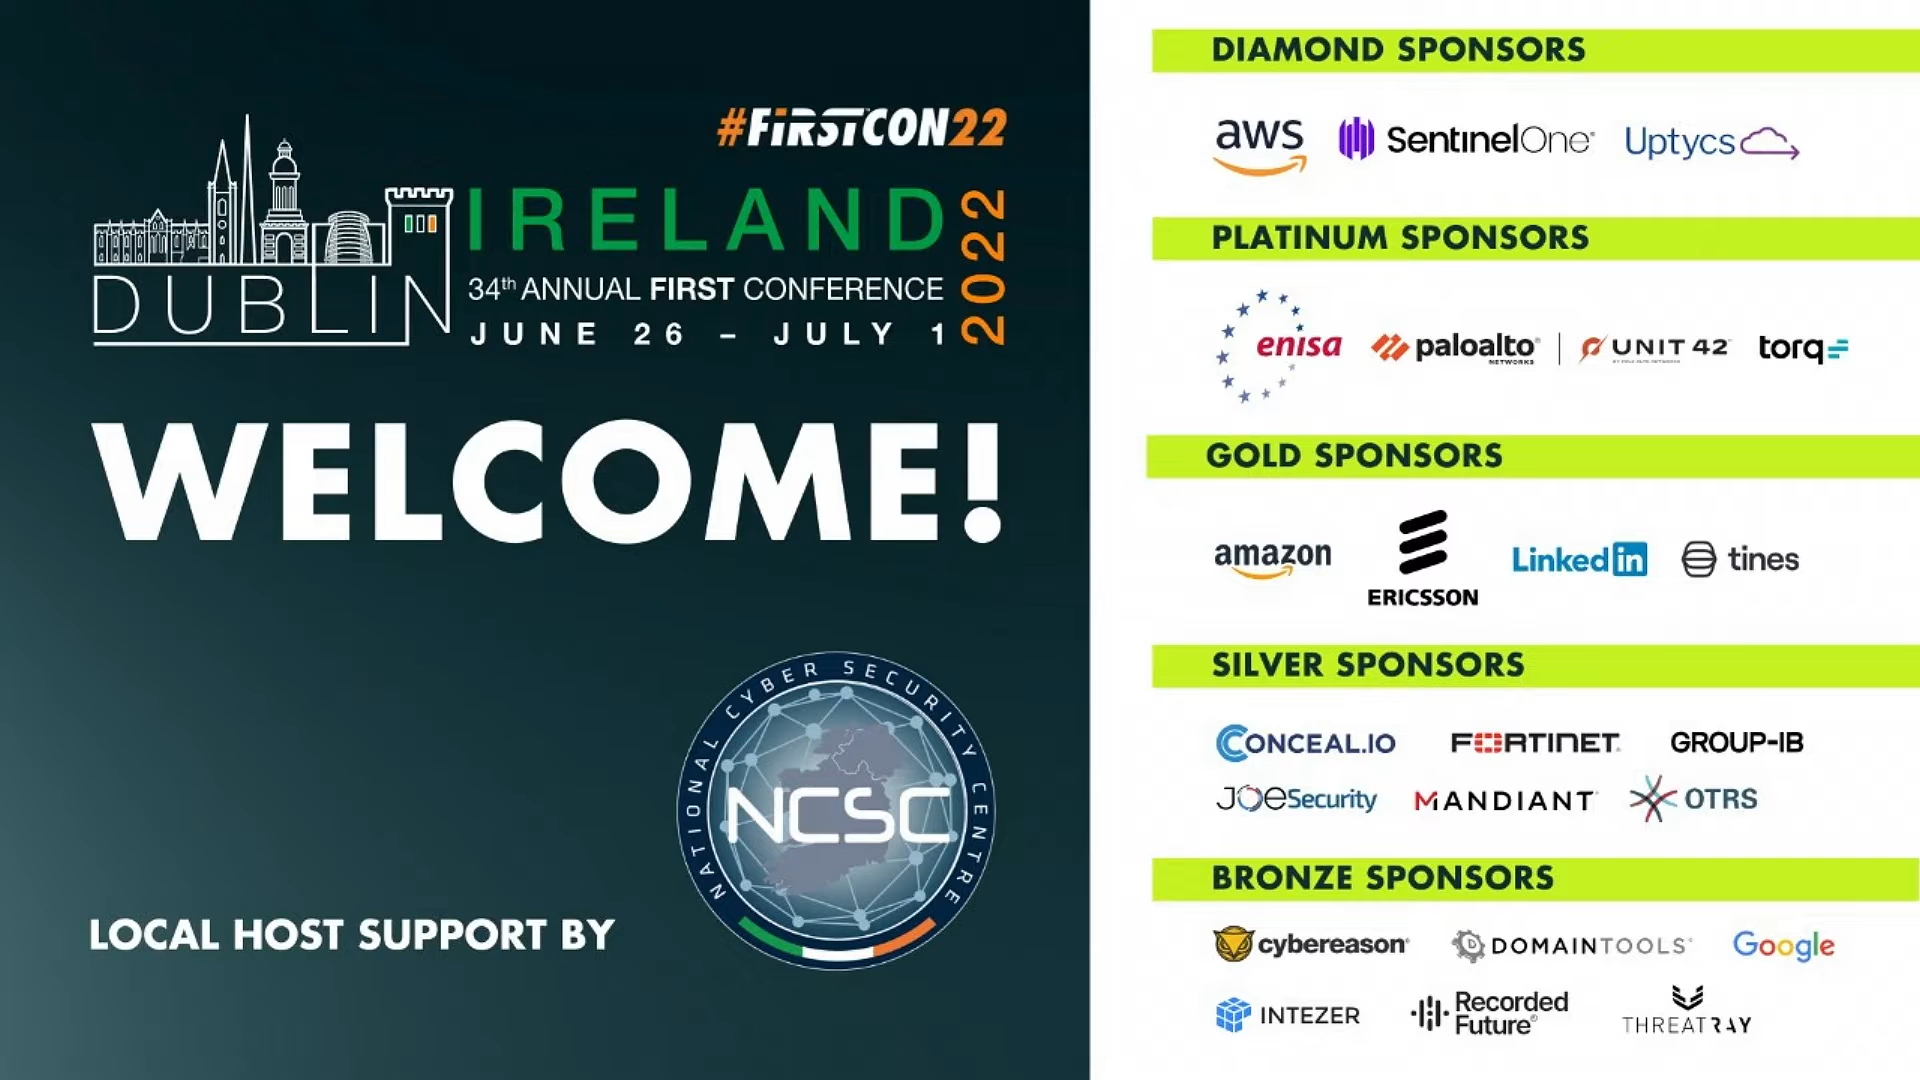 #FiRSTCON22
IRELAND
2022
DUBLIN
34th ANNUAL FIRST CONFERENCE
JUNE 26 – JULY 1
WELCOME!
NATIONAL CYBER SECURITY CENTRE
NCSC
LOCAL HOST SUPPORT BY
DIAMOND SPONSORS
aws SentinelOne Uptycs
PLATINUM SPONSORS
enisa paloalto NETWORKS | UNIT 42 torq
GOLD SPONSORS
amazon ERICSSON Linked in tines
SILVER SPONSORS
CONCEAL.IO FORTINET GROUP-IB
JOESecurity MANDIANT OTRS
BRONZE SPONSORS
cybereason DOMAINTOOLS Google
INTEZER Recorded Future THREATRAY